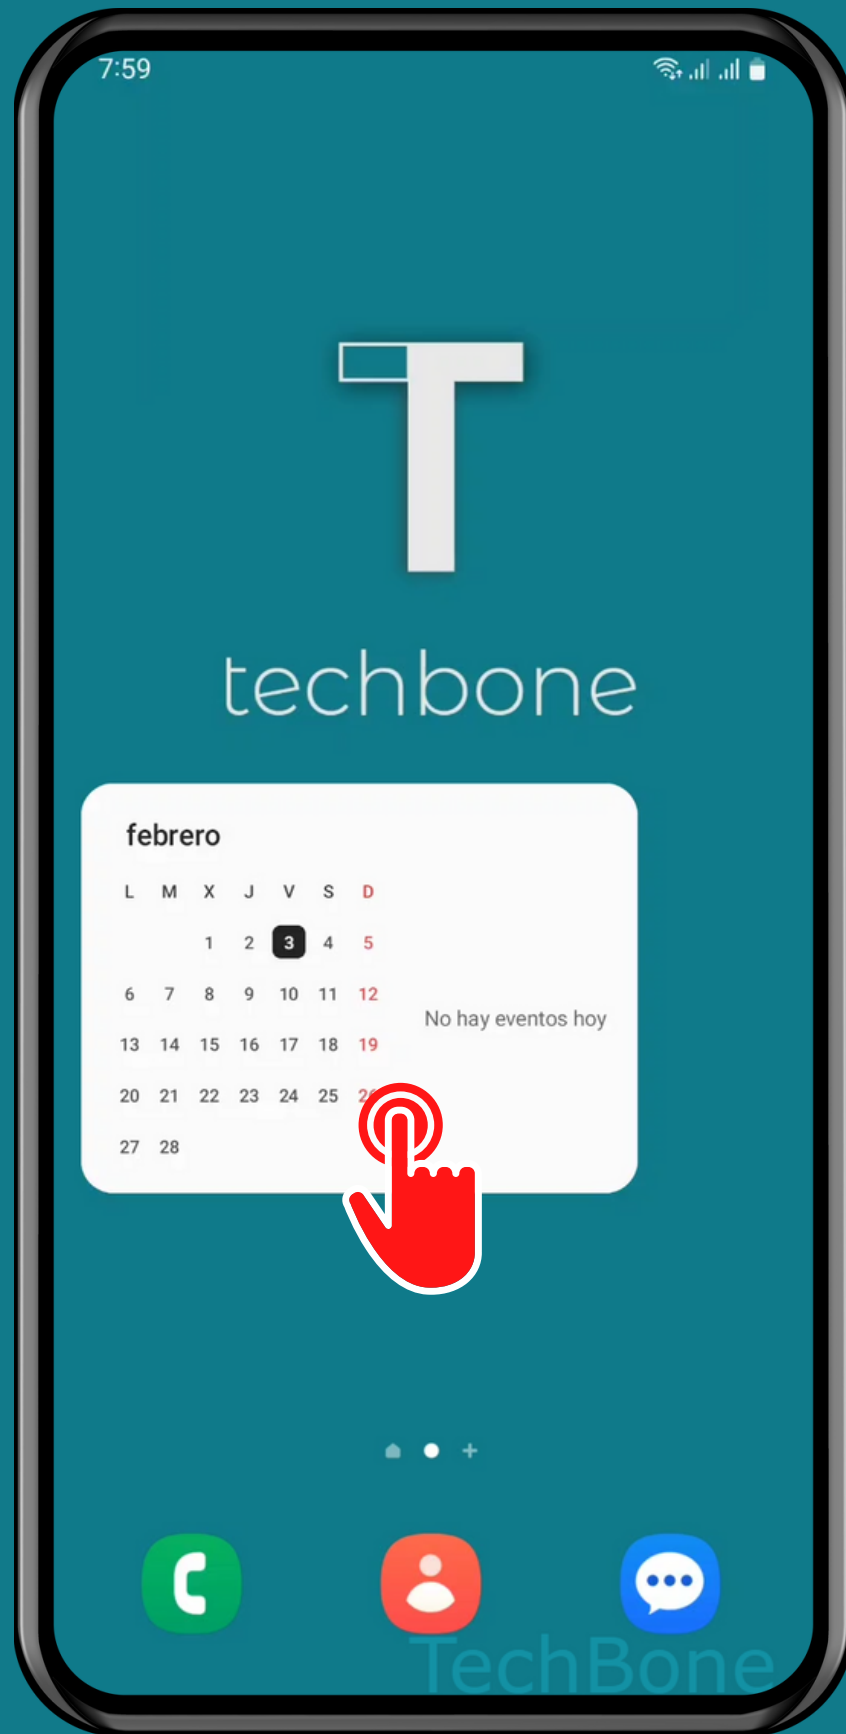 7:59
T
techbone
febrero
L M X J V S D
1 2 3 4 5
6 7 8 9 10 11 12
No hay eventos hoy
13 14 15 16 17 18 19
20 21 22 23 24 25 26
27 28
TechBone